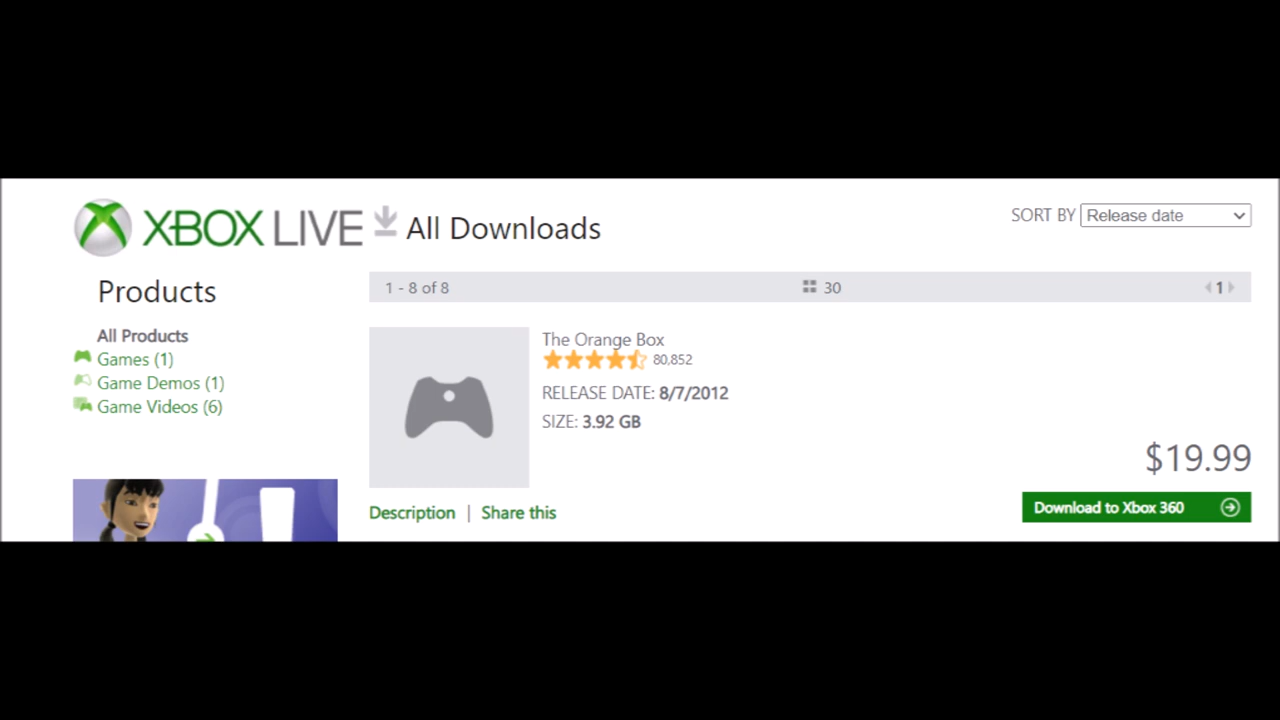 XBOX LIVE
All Downloads
SORT BY Release date
Products
1 - 8 of 8
30
1
All Products
Games (1)
Game Demos (1)
Game Videos (6)
The Orange Box
80,852
RELEASE DATE: 8/7/2012
SIZE: 3.92 GB
$19.99
Description | Share this
Download to Xbox 360